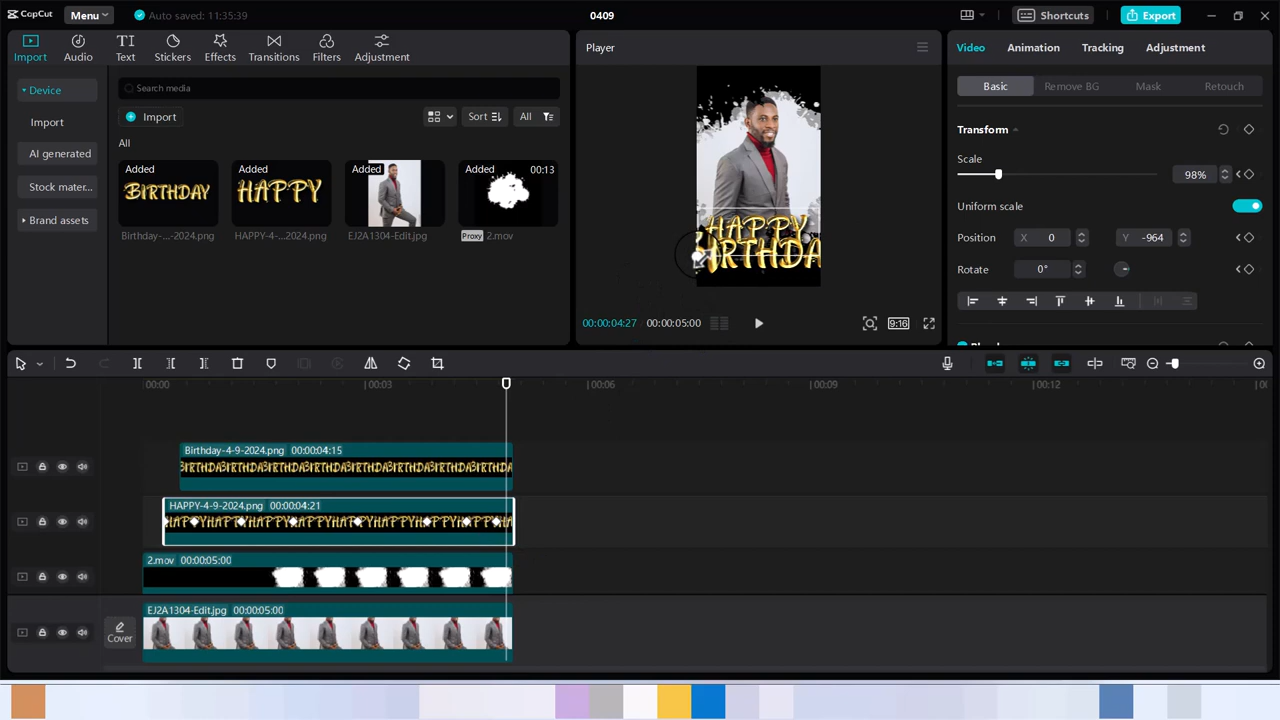 CapCut
Menu
Auto saved: 11:35:39
0409
Shortcuts
Export
Import
Audio
Text
Stickers
Effects
Transitions
Filters
Adjustment
Player
Video
Animation
Tracking
Adjustment
Device
Import
AI generated
Stock mater...
Brand assets
Search media
Import
Sort
All
All
Added
BIRTHDAY
Birthday-...-2024.png
Added
HAPPY
HAPPY-4-...2024.png
Added
EJ2A1304-Edit.jpg
Added
00:13
Proxy 2.mov
HAPPY
BIRTHDA
00:00:04:27
00:00:05:00
9:16
Basic
Remove BG
Mask
Retouch
Transform
Scale
98%
Uniform scale
Position
X 0
Y -964
Rotate
0°
00:00
00:03
00:06
00:09
00:12
Birthday-4-9-2024.png 00:00:04:15
HAPPY-4-9-2024.png 00:00:04:21
2.mov 00:00:05:00
Cover
EJ2A1304-Edit.jpg 00:00:05:00